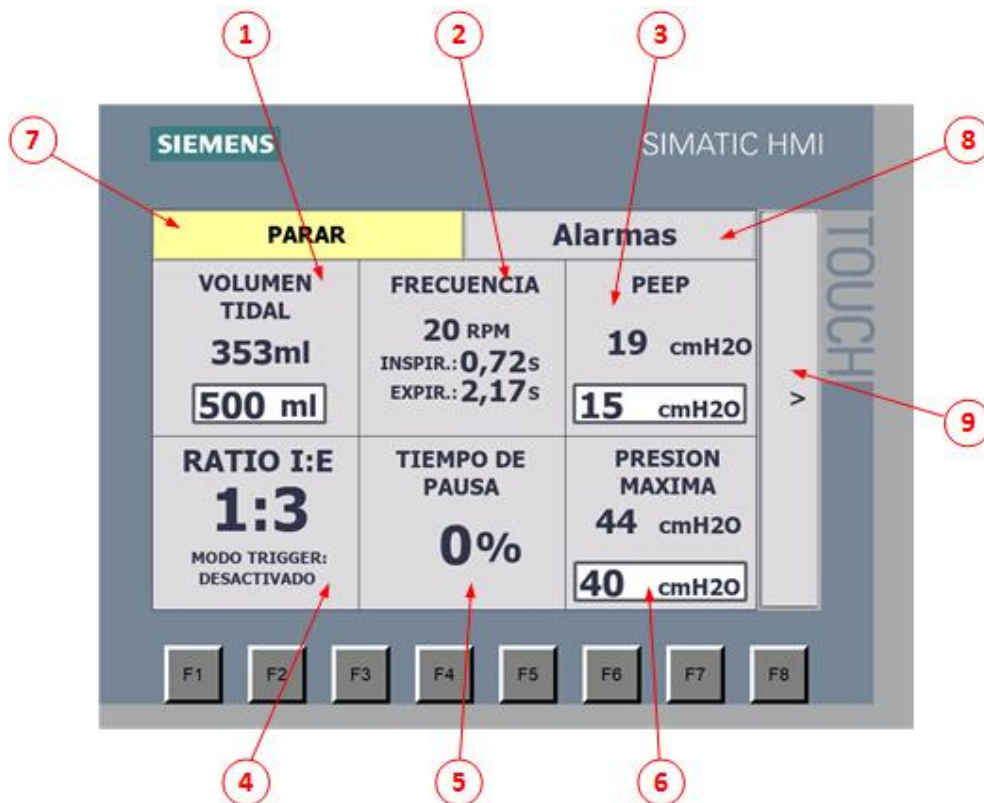 1
2
3
7
SIEMENS
SIMATIC HMI
8
PARAR
Alarmas
TOUCH
VOLUMEN
TIDAL
353ml
500 ml
FRECUENCIA
20 RPM
INSPIR.: 0,72s
EXPIR.: 2,17s
PEEP
19 cmH2O
15 cmH2O
>
9
RATIO I:E
1:3
MODO TRIGGER:
DESACTIVADO
TIEMPO DE
PAUSA
0%
PRESION
MAXIMA
44 cmH2O
40 cmH2O
F1 F2 F3 F4 F5 F6 F7 F8
4
5
6